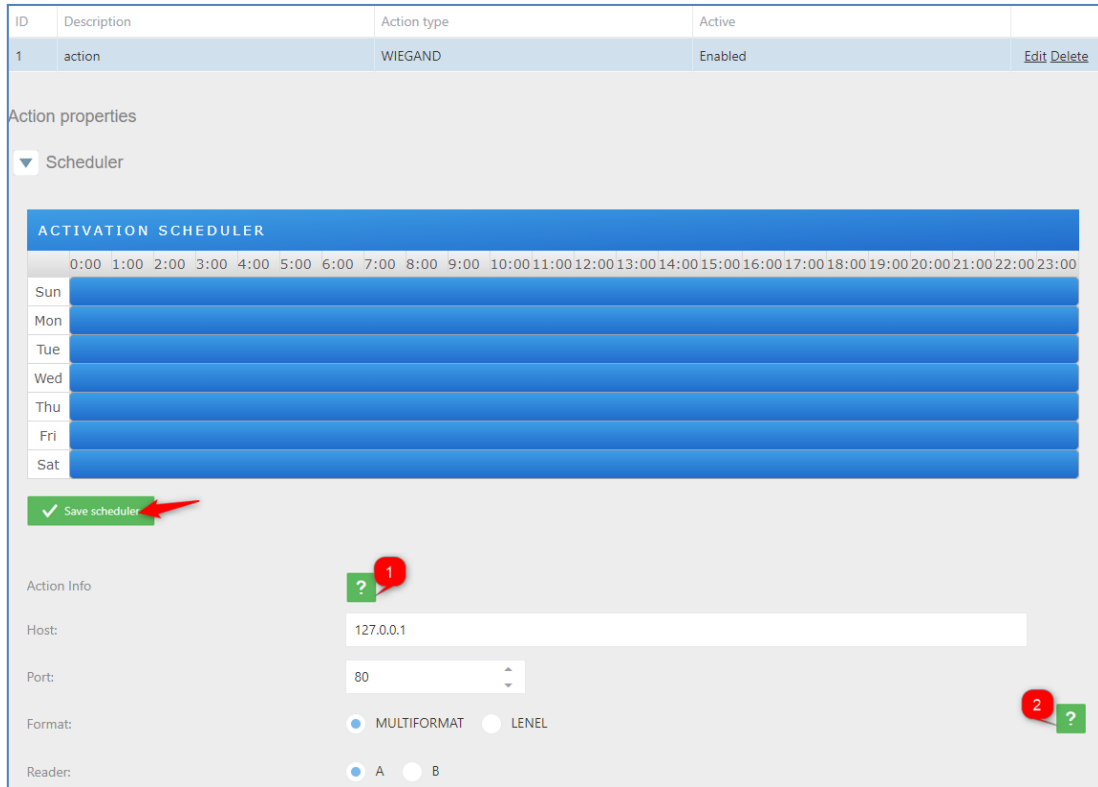 ID Description Action type Active
1 action WIEGAND Enabled Edit Delete
Action properties
Scheduler
ACTIVATION SCHEDULER
0:00 1:00 2:00 3:00 4:00 5:00 6:00 7:00 8:00 9:00 10:00 11:00 12:00 13:00 14:00 15:00 16:00 17:00 18:00 19:00 20:00 21:00 22:00 23:00
Sun
Mon
Tue
Wed
Thu
Fri
Sat
Save scheduler
Action Info ? 1
Host: 127.0.0.1
Port: 80
Format: MULTIFORMAT LENEL 2 ?
Reader: A B